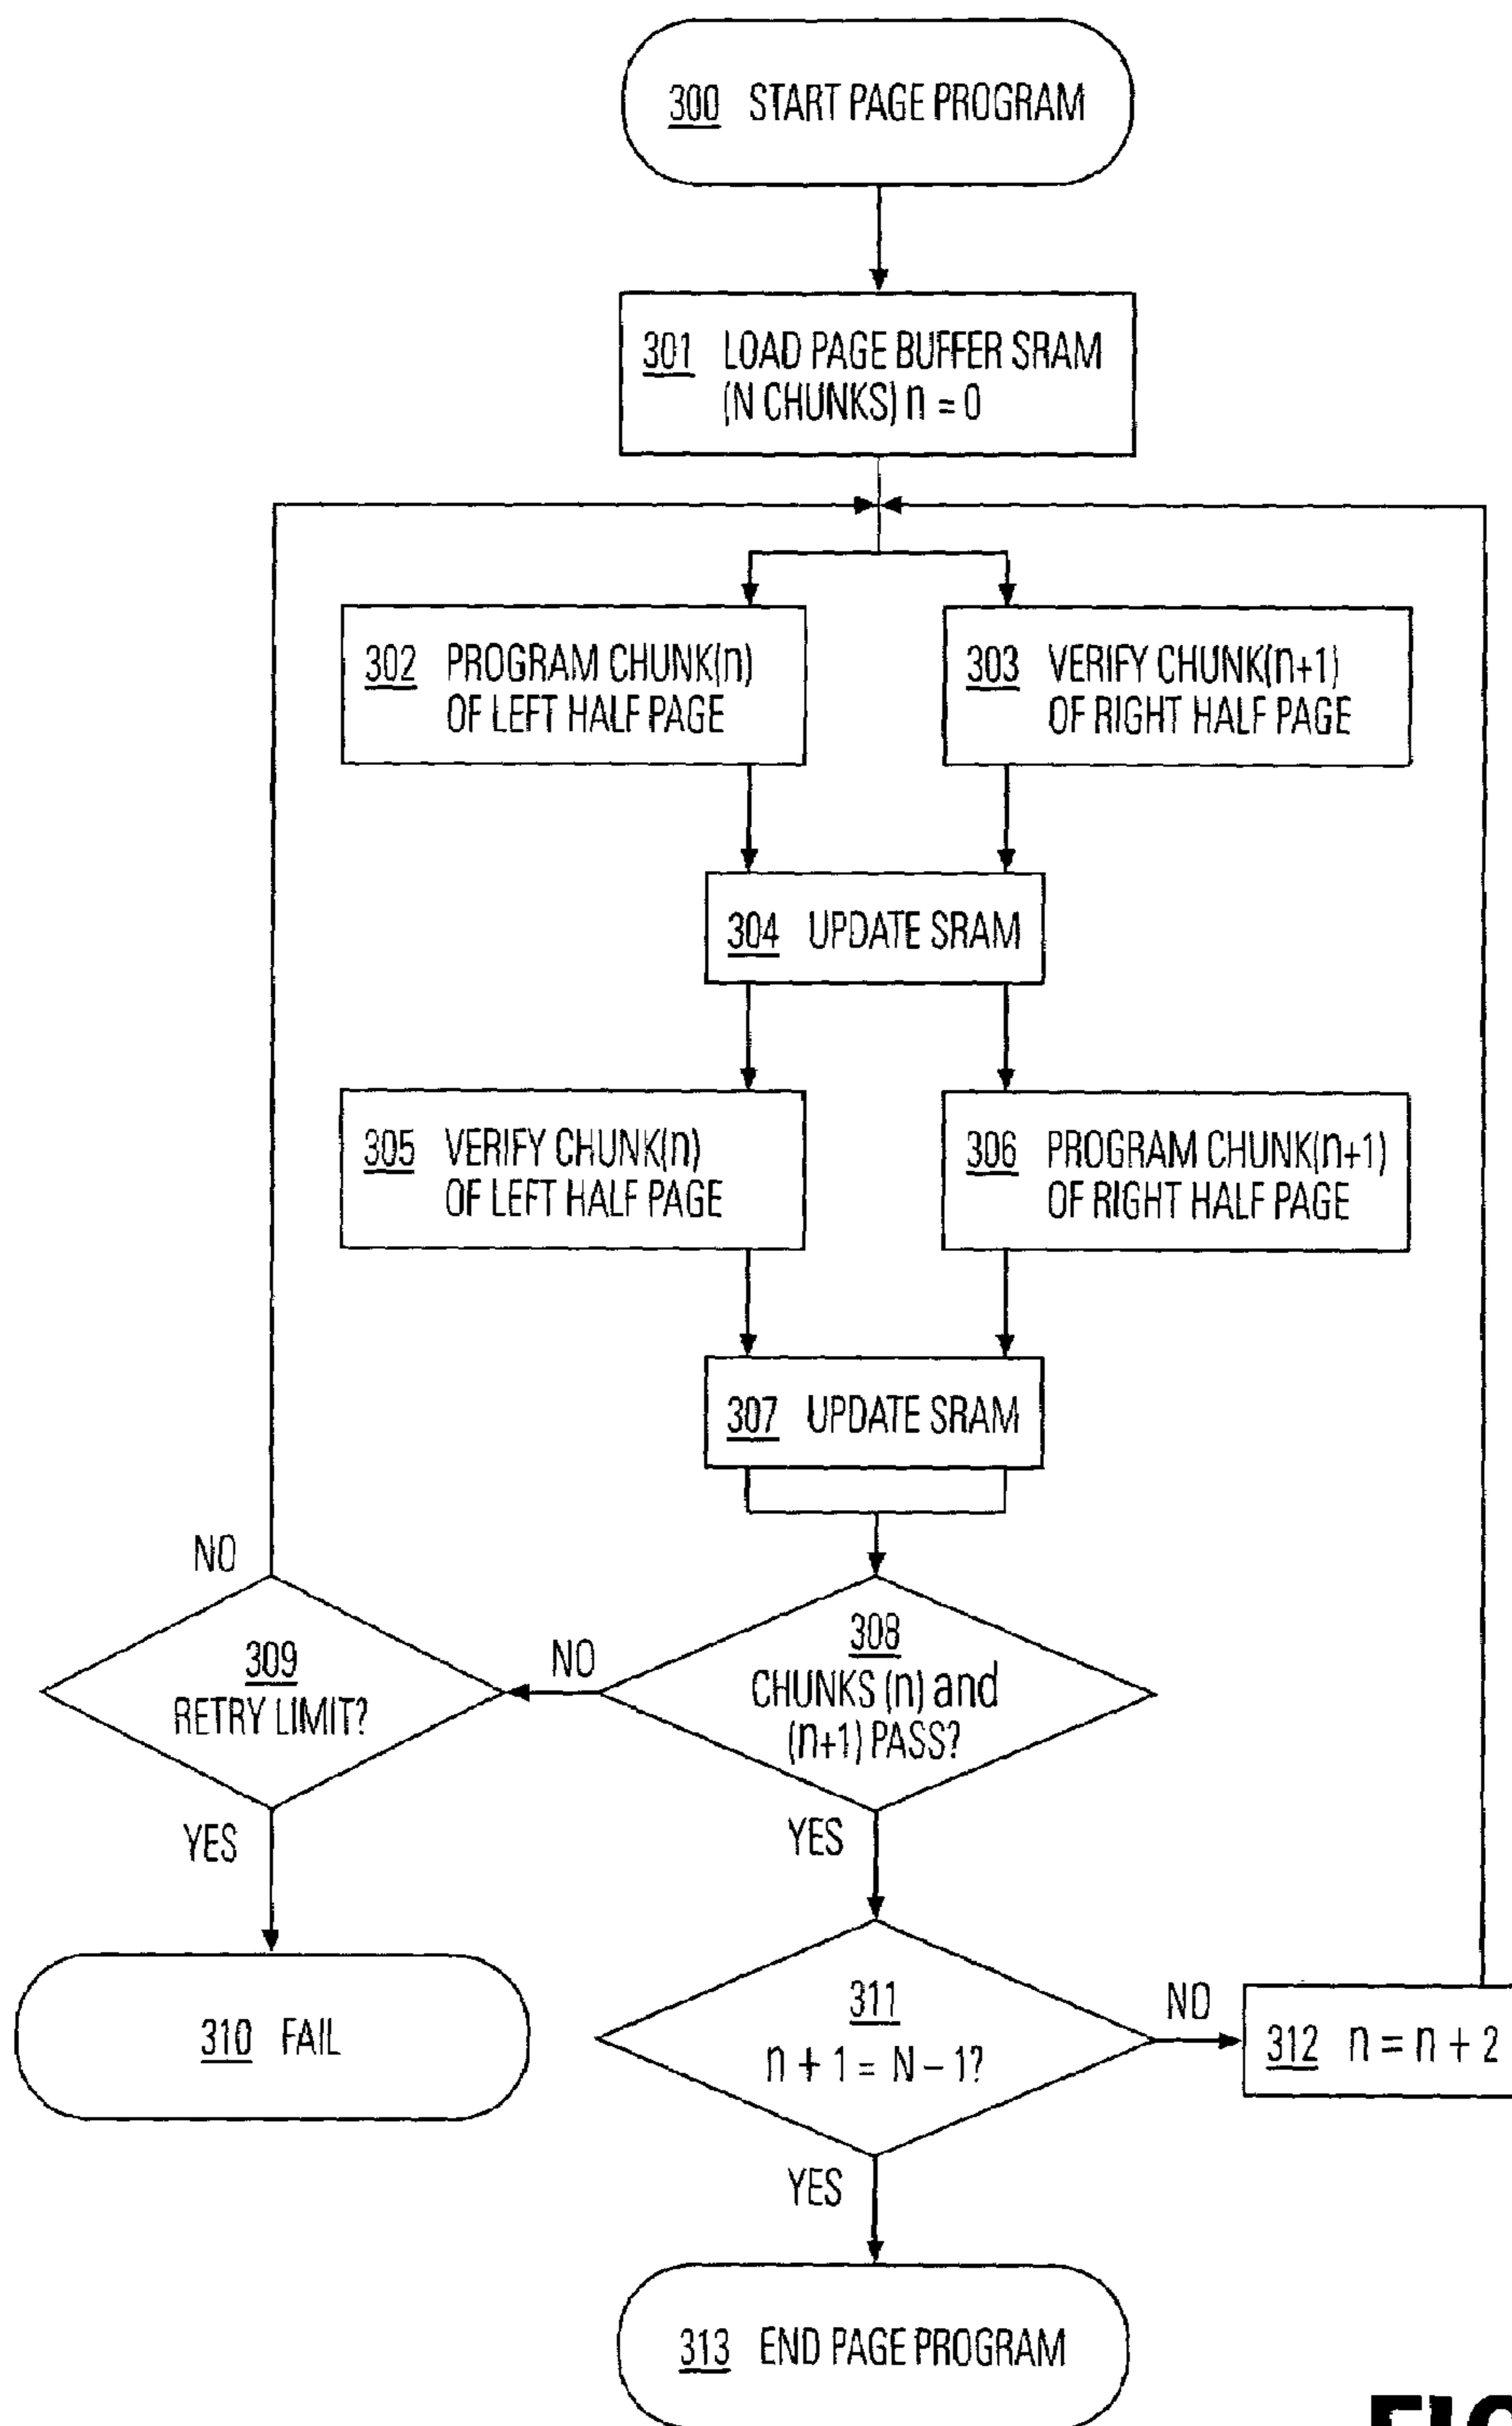 300 START PAGE PROGRAM
301 LOAD PAGE BUFFER SRAM
(N CHUNKS) n = 0
302 PROGRAM CHUNK(n)
OF LEFT HALF PAGE
303 VERIFY CHUNK(n+1)
OF RIGHT HALF PAGE
304 UPDATE SRAM
305 VERIFY CHUNK(n)
OF LEFT HALF PAGE
306 PROGRAM CHUNK(n+1)
OF RIGHT HALF PAGE
307 UPDATE SRAM
NO
309
RETRY LIMIT?
NO
308
CHUNKS (n) and
(n+1) PASS?
YES
YES
310 FAIL
311
n + 1 = N – 1?
NO
312 n = n + 2
YES
313 END PAGE PROGRAM